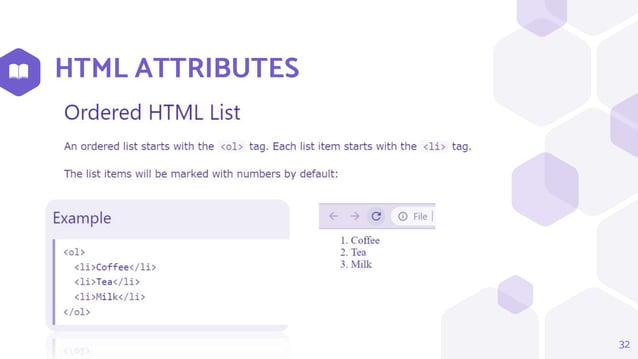 HTML ATTRIBUTES
Ordered HTML List
An ordered list starts with the <ol> tag. Each list item starts with the <li> tag.
The list items will be marked with numbers by default:
Example
<ol>
<li>Coffee</li>
<li>Tea</li>
<li>Milk</li>
</ol>
File
1. Coffee
2. Tea
3. Milk
32